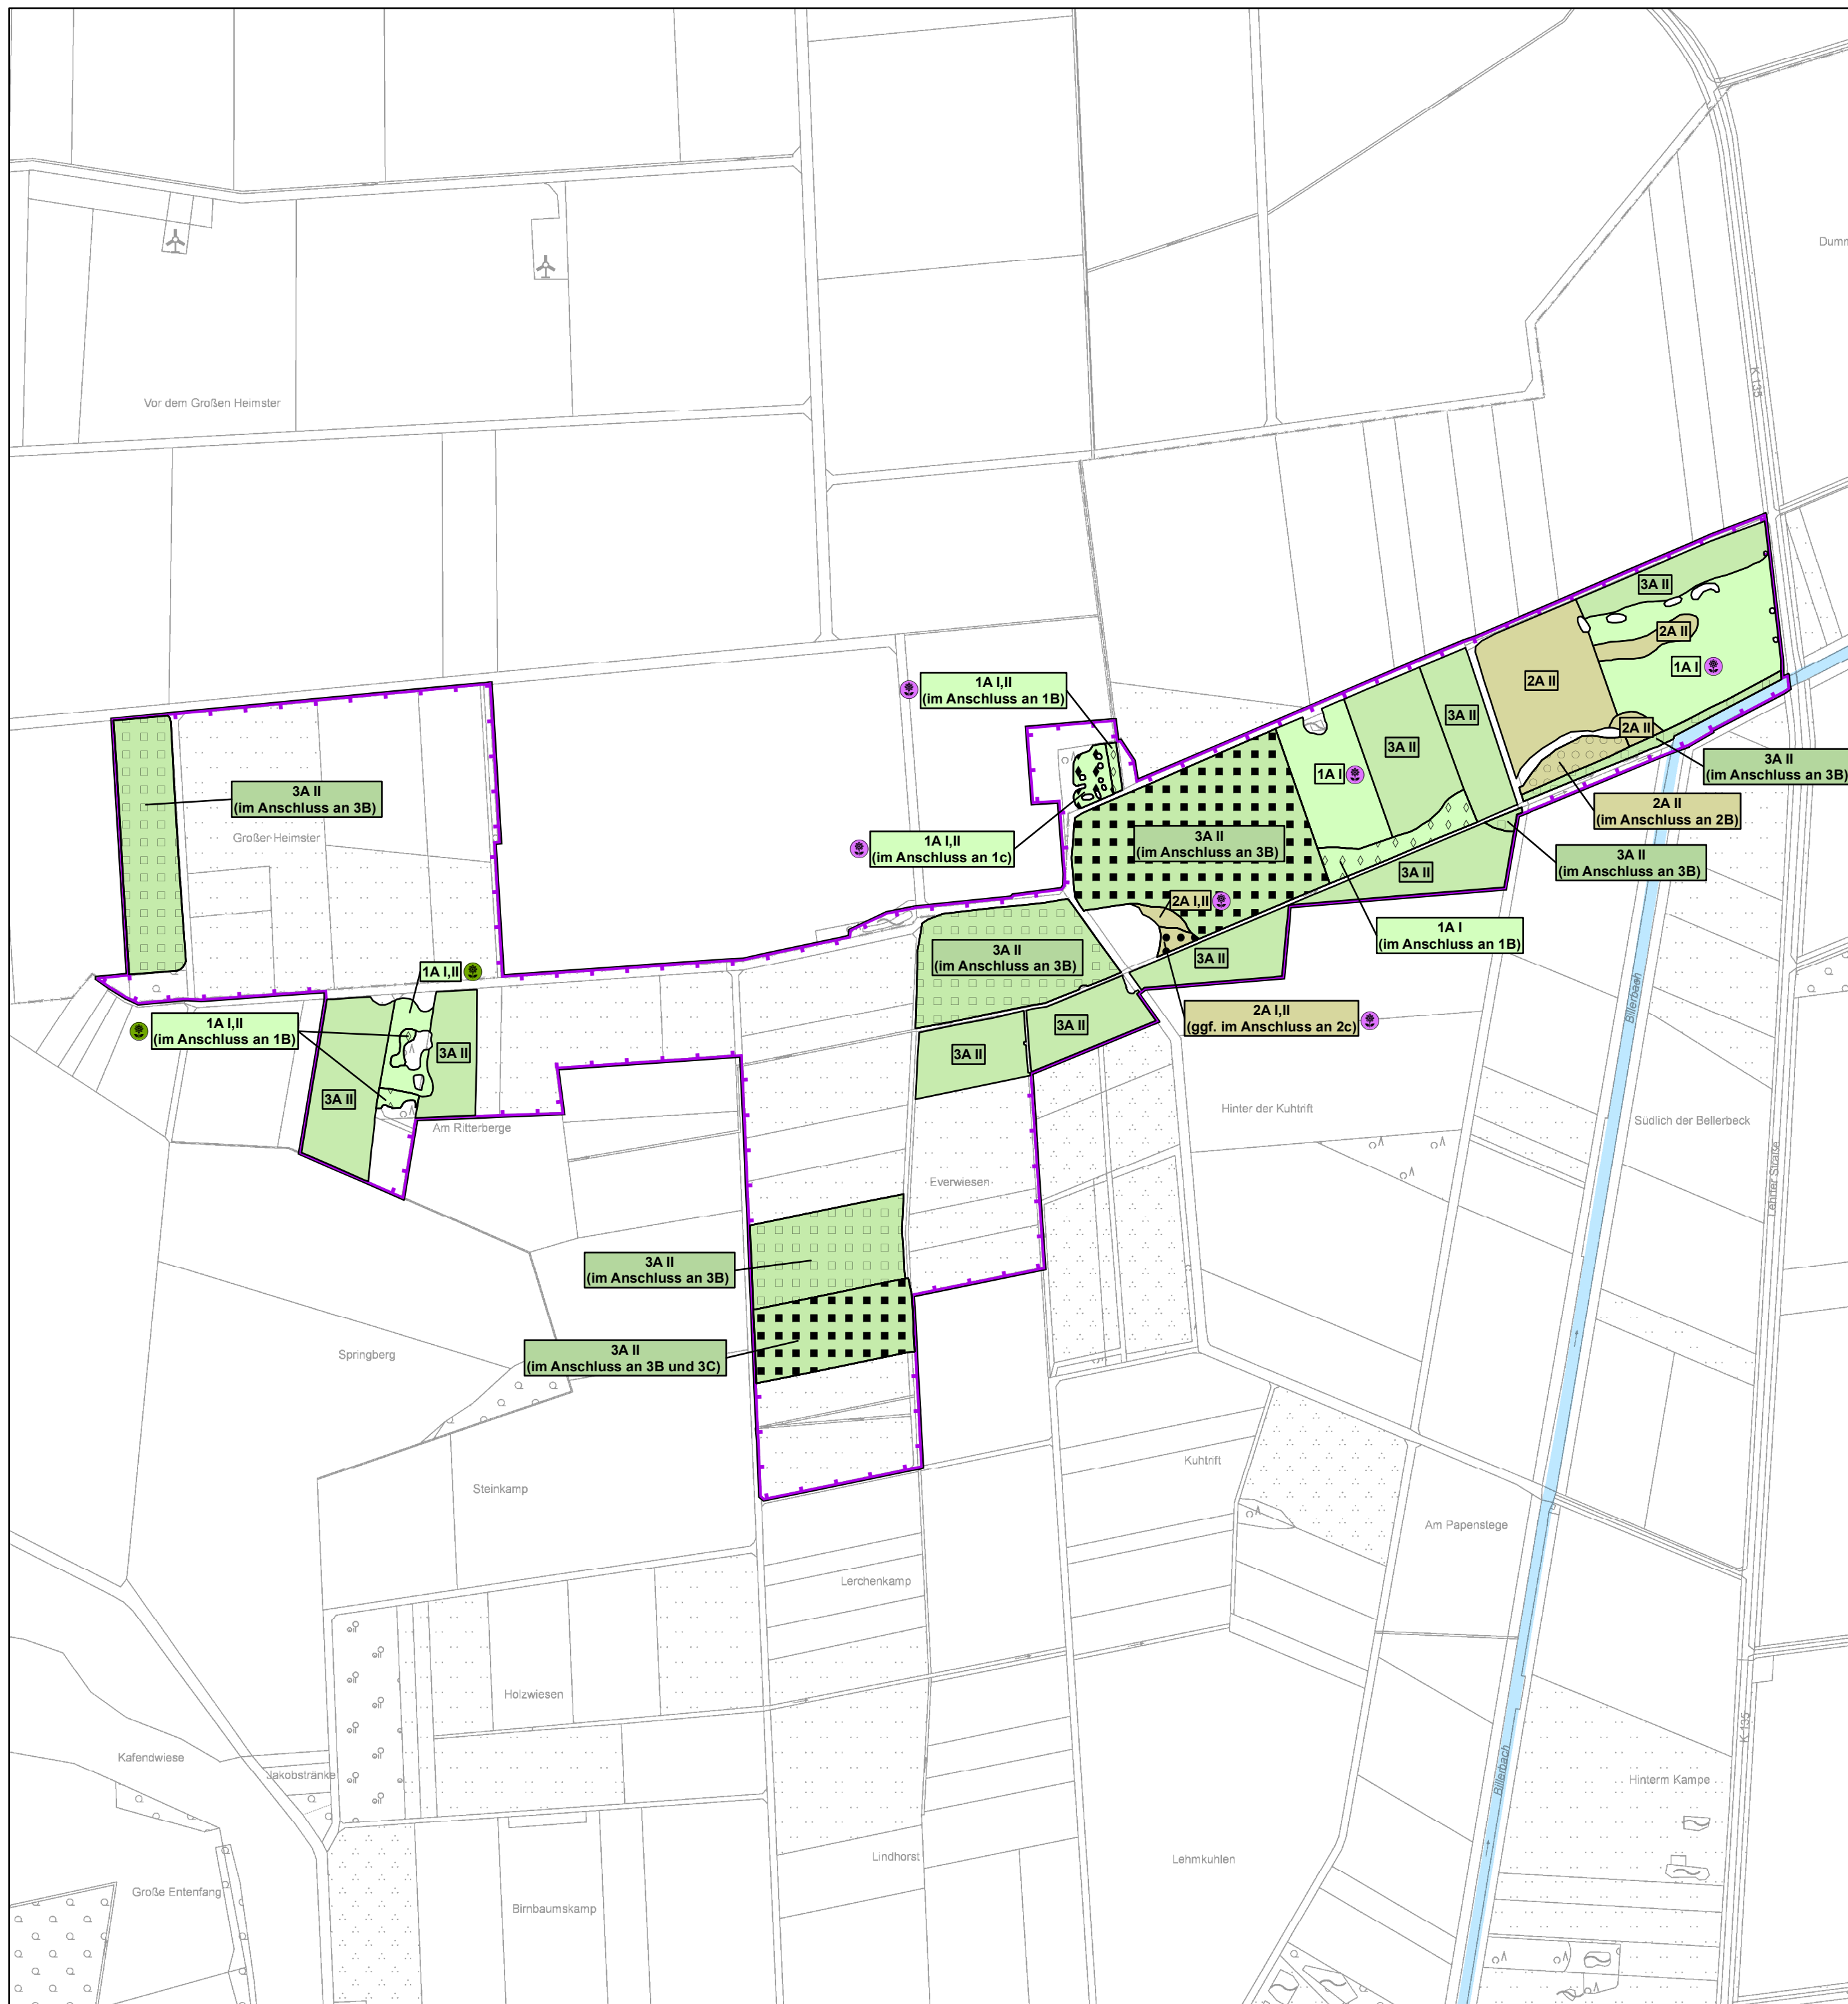 Dumm
K 135
Vor dem Großen Heimster
3A II
2A II
1A I
1A I,II
(im Anschluss an 1B)
2A II
3A II
3A II
2A II
3A II
(im Anschluss an 3B)
1A I
3A II
(im Anschluss an 3B)
2A II
(im Anschluss an 2B)
Großer Heimster
1A I,II
(im Anschluss an 1c)
3A II
(im Anschluss an 3B)
3A II
(im Anschluss an 3B)
3A II
2A I,II
1A I
(im Anschluss an 1B)
3A II
(im Anschluss an 3B)
3A II
1A I,II
Billerbach
2A I,II
(ggf. im Anschluss an 2c)
1A I,II
(im Anschluss an 1B)
3A II
3A II
3A II
3A II
Hinter der Kuhtrift
Südlich der Bellerbeck
Am Ritterberge
Everwiesen
Lehrter Straße
3A II
(im Anschluss an 3B)
Springberg
3A II
(im Anschluss an 3B und 3C)
Kuhtrift
Steinkamp
Am Papenstege
Lerchenkamp
Holzwiesen
K 135
Kafendwiese
Jakobstränke
Billerbach
Hinterm Kampe
Lindhorst
Lehmkuhlen
Große Entenfang
Birnbaumskamp